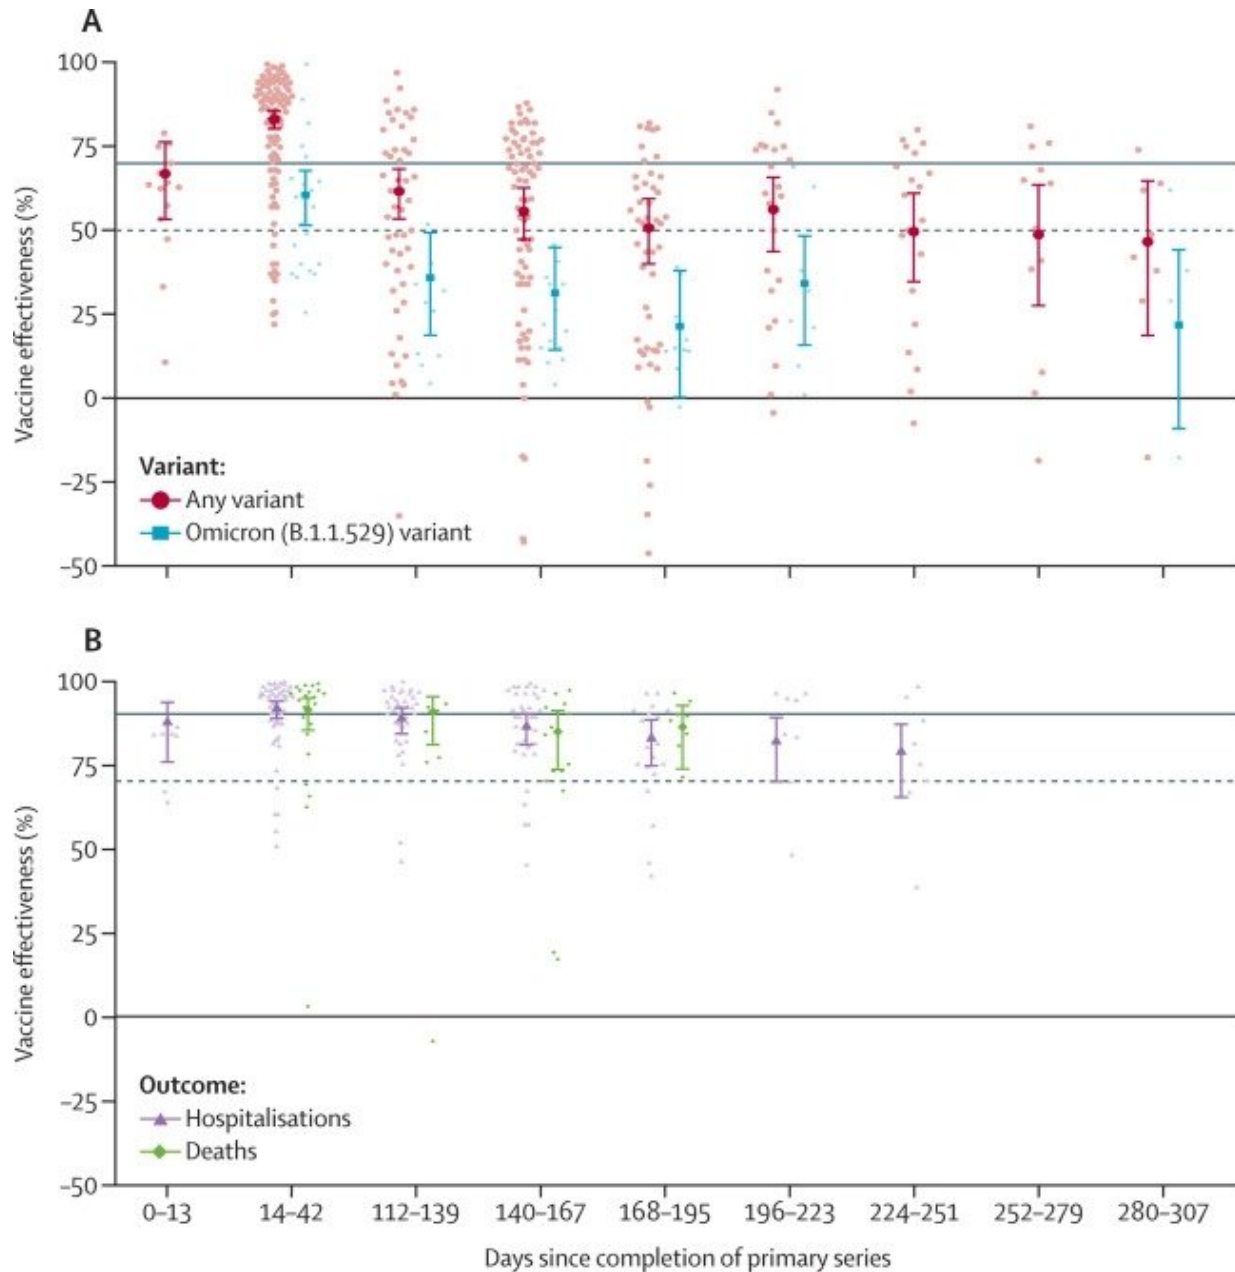 A
100
75
50
25
0
–25
–50
Vaccine effectiveness (%)
Variant:
Any variant
Omicron (B.1.1.529) variant
B
100
75
50
25
0
–25
–50
Vaccine effectiveness (%)
Outcome:
Hospitalisations
Deaths
0–13 14–42 112–139 140–167 168–195 196–223 224–251 252–279 280–307
Days since completion of primary series